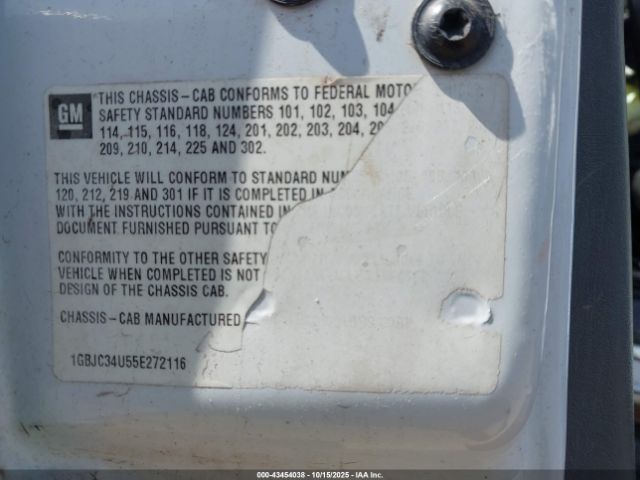 GM
"THIS CHASSIS-CAB CONFORMS TO FEDERAL MOTO
SAFETY STANDARD NUMBERS 101, 102, 103, 104
114, 115, 116, 118, 124, 201, 202, 203, 204, 20
209, 210, 214, 225 AND 302.
THIS VEHICLE WILL CONFORM TO STANDARD NUM
120, 212, 219 AND 301 IF IT IS COMPLETED IN
WITH THE INSTRUCTIONS CONTAINED IN
DOCUMENT FURNISHED PURSUANT TO
CONFORMITY TO THE OTHER SAFETY
VEHICLE WHEN COMPLETED IS NOT
DESIGN OF THE CHASSIS CAB.
CHASSIS-CAB MANUFACTURED
1GBJC34U55E272116
000-43454038 - 10/15/2025 - IAA Inc.